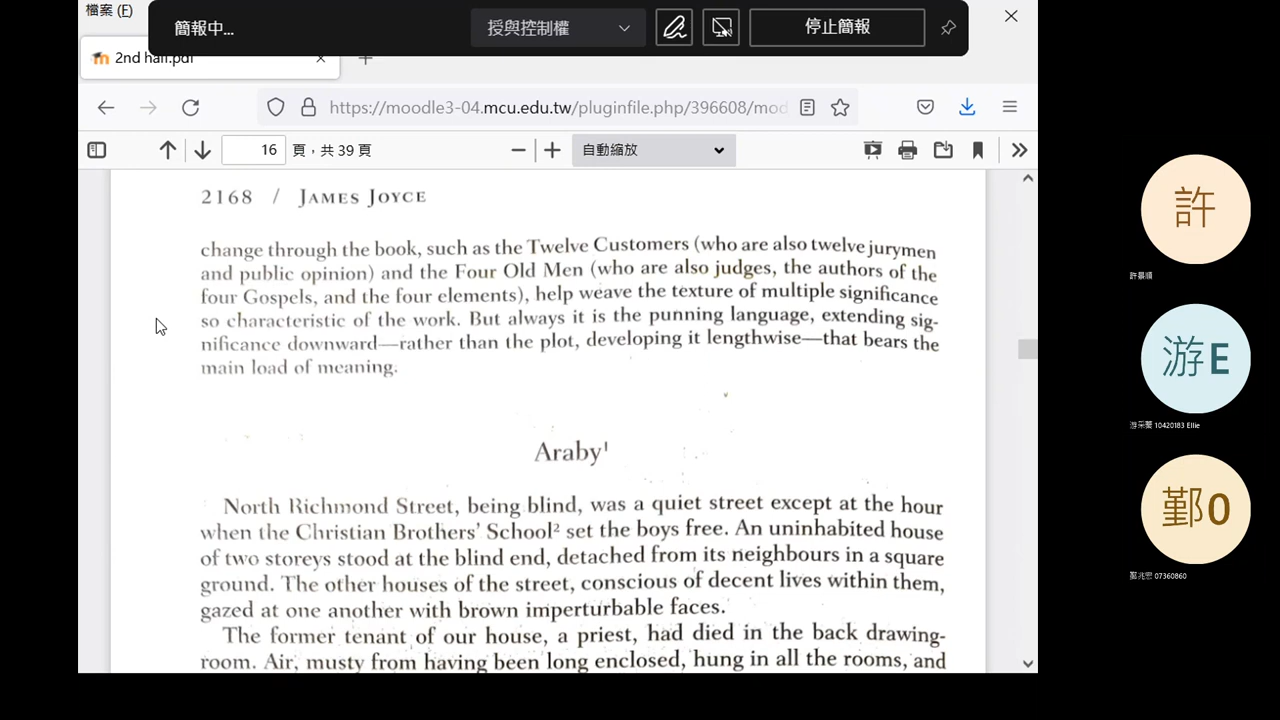 檔案 (F)
簡報中...
授與控制權
停止簡報
2nd half.pdf
https://moodle3-04.mcu.edu.tw/pluginfile.php/396608/mod
16 頁，共 39 頁
自動縮放
2168 / JAMES JOYCE
change through the book, such as the Twelve Customers (who are also twelve jurymen
and public opinion) and the Four Old Men (who are also judges, the authors of the
four Gospels, and the four elements), help weave the texture of multiple significance
so characteristic of the work. But always it is the punning language, extending sig-
nificance downward—rather than the plot, developing it lengthwise—that bears the
main load of meaning.
Araby¹
North Richmond Street, being blind, was a quiet street except at the hour
when the Christian Brothers' School² set the boys free. An uninhabited house
of two storeys stood at the blind end, detached from its neighbours in a square
ground. The other houses of the street, conscious of decent lives within them,
gazed at one another with brown imperturbable faces.
The former tenant of our house, a priest, had died in the back drawing-
room. Air, musty from having been long enclosed, hung in all the rooms, and
許
許景順
游E
10420183 Ellie
鄞O
07360860